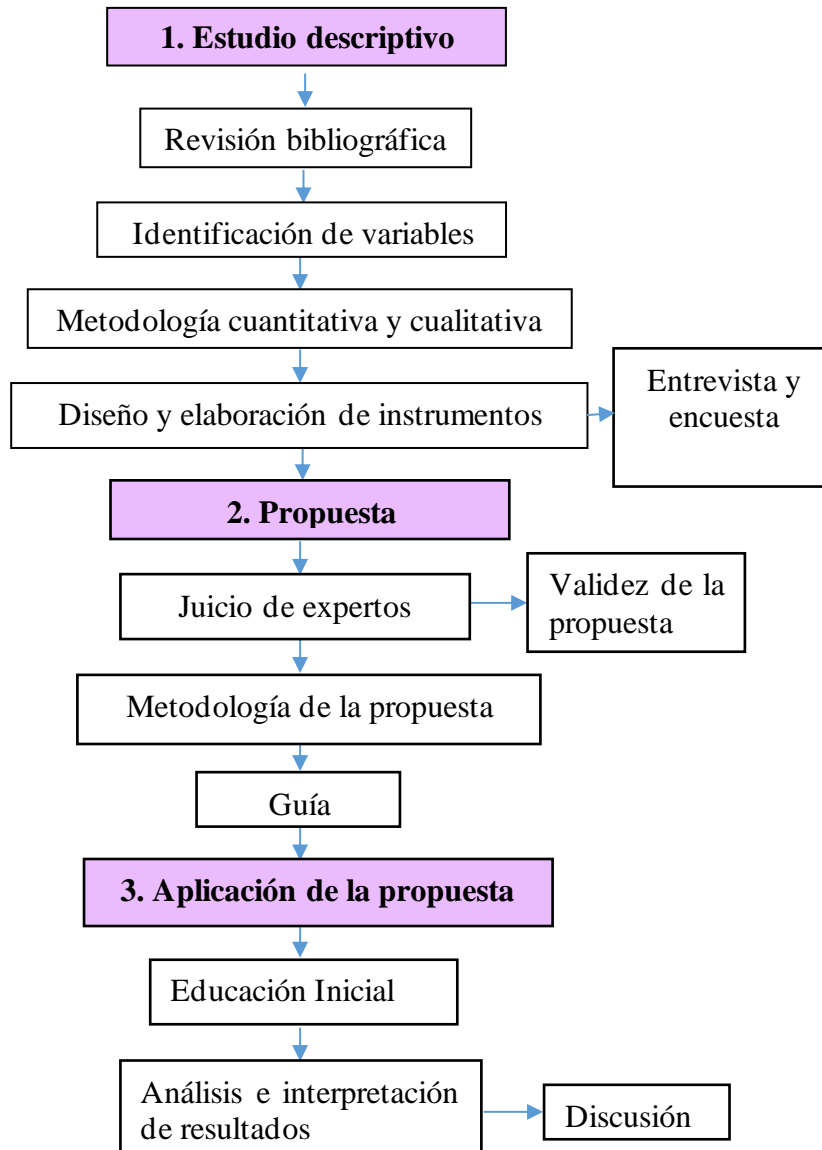 1. Estudio descriptivo
Revisión bibliográfica
Identificación de variables
Metodología cuantitativa y cualitativa
Diseño y elaboración de instrumentos
Entrevista y
encuesta
2. Propuesta
Juicio de expertos
Validez de la
propuesta
Metodología de la propuesta
Guía
3. Aplicación de la propuesta
Educación Inicial
Análisis e interpretación
de resultados
Discusión